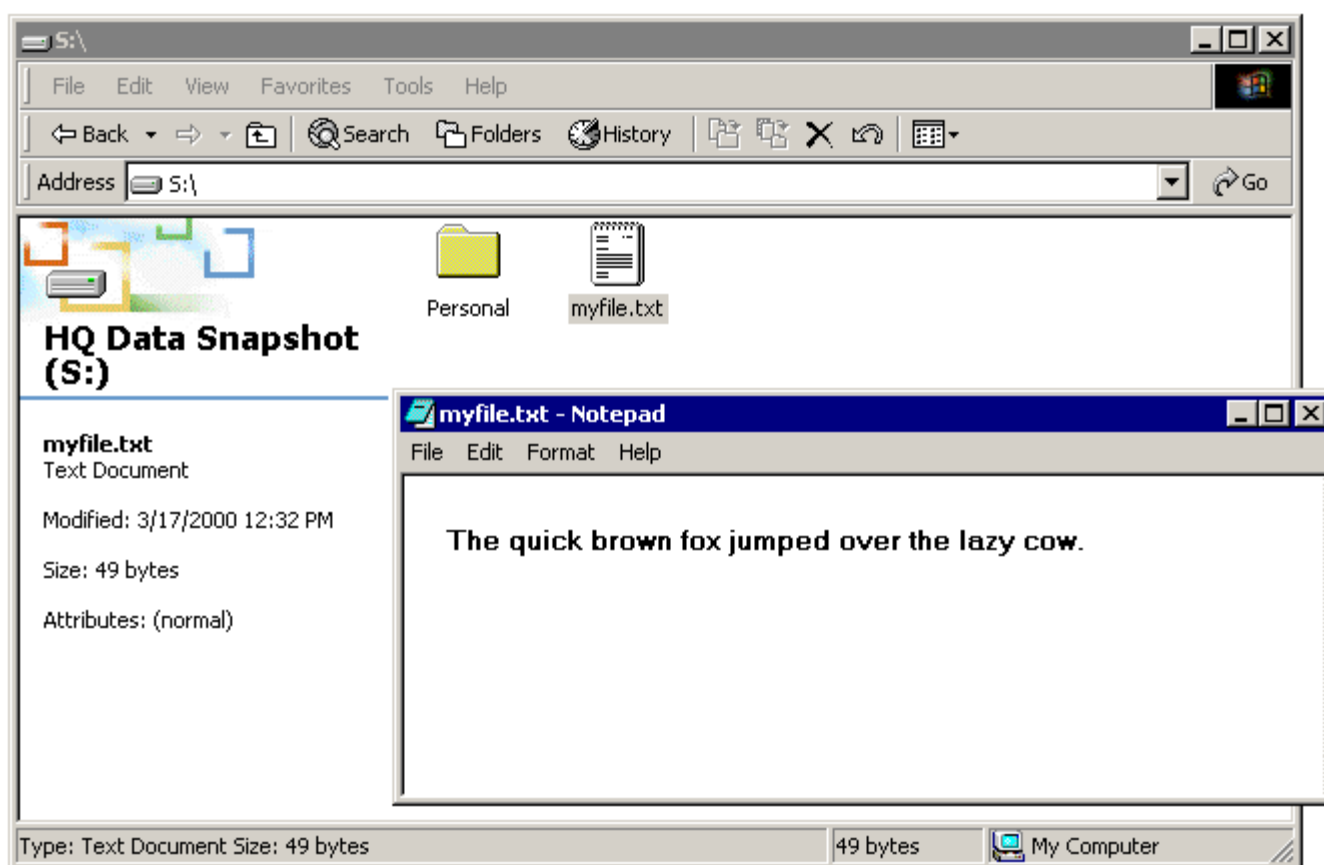 S:\
File Edit View Favorites Tools Help
Back Search Folders History
Address S:\ Go
Personal myfile.txt
HQ Data Snapshot
(S:)
myfile.txt
Text Document
Modified: 3/17/2000 12:32 PM
Size: 49 bytes
Attributes: (normal)
myfile.txt - Notepad
File Edit Format Help
The quick brown fox jumped over the lazy cow.
Type: Text Document Size: 49 bytes 49 bytes My Computer